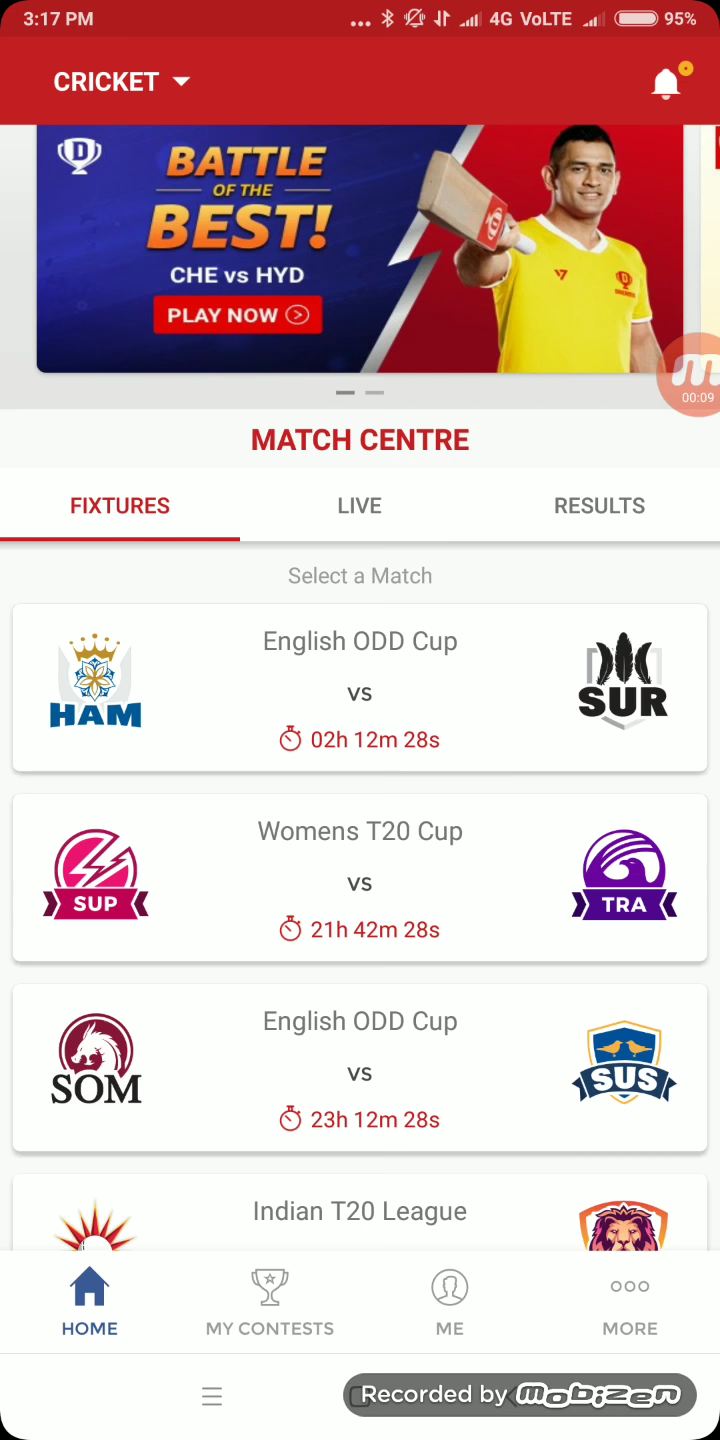 3:17 PM
4G VoLTE 95%
CRICKET
D
BATTLE
OF THE
BEST!
CHE vs HYD
PLAY NOW
00:09
MATCH CENTRE
FIXTURES LIVE RESULTS
Select a Match
English ODD Cup
HAM vs SUR
02h 12m 28s
Womens T20 Cup
SUP vs TRA
21h 42m 28s
English ODD Cup
SOM vs SUS
23h 12m 28s
Indian T20 League
HOME MY CONTESTS ME MORE
Recorded by mobizen